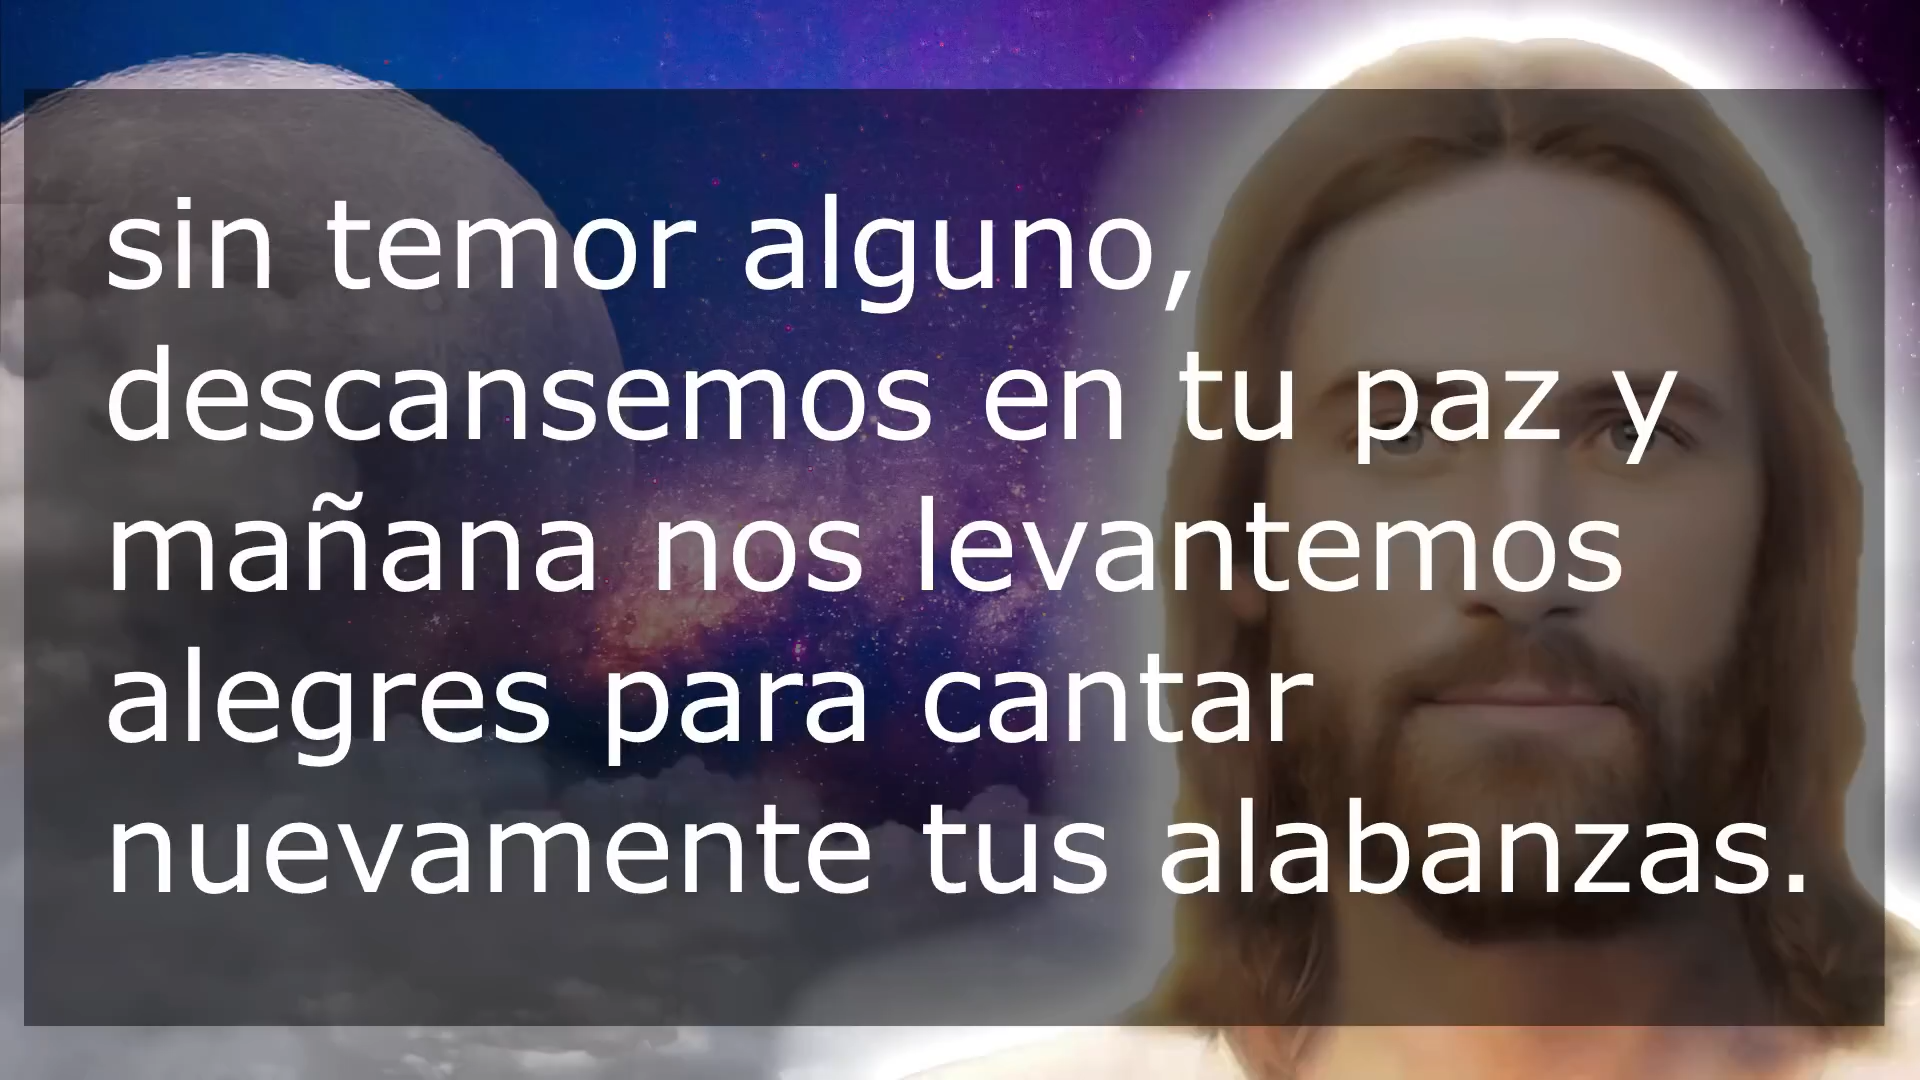 sin temor alguno,
descansemos en tu paz y
mañana nos levantemos
alegres para cantar
nuevamente tus alabanzas.